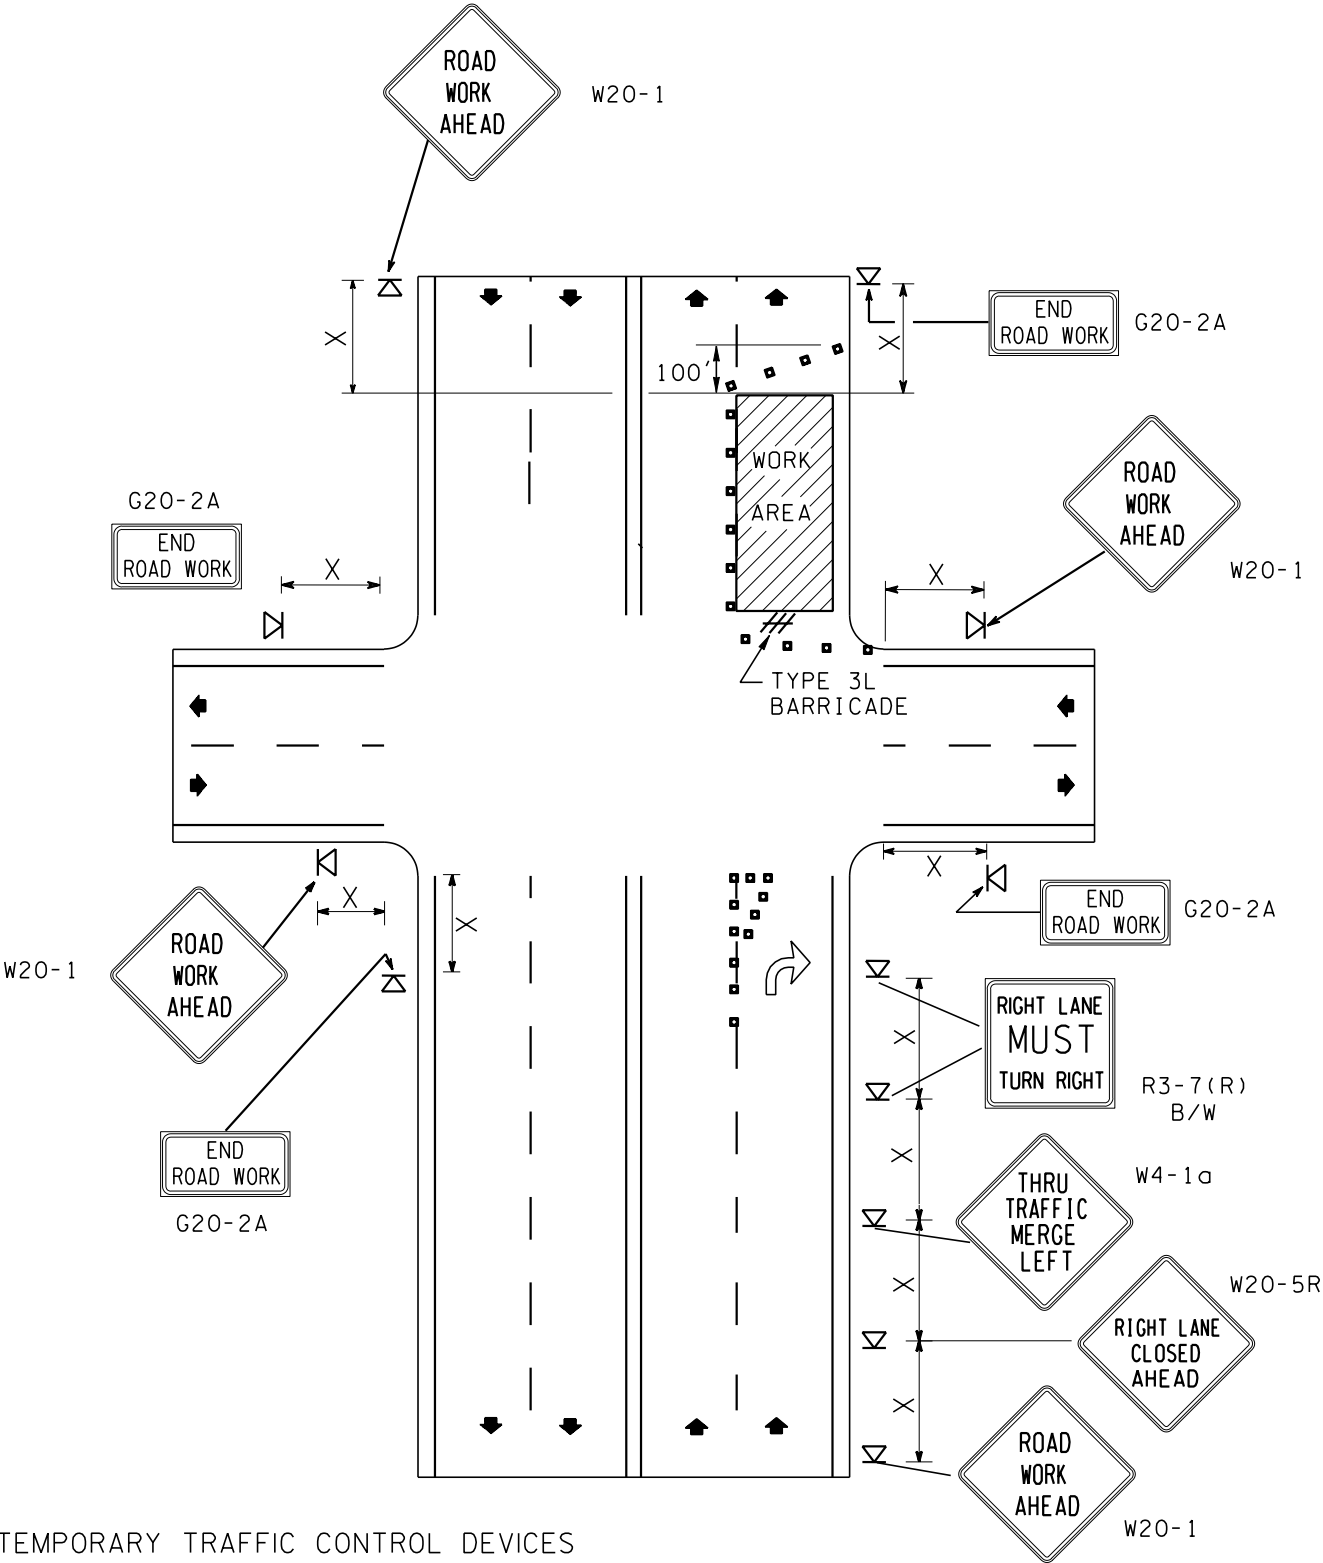 ROAD
WORK
AHEAD
W20-1
X
END
ROAD WORK
G20-2A
X
100'
WORK
AREA
ROAD
WORK
AHEAD
W20-1
G20-2A
END
ROAD WORK
X
X
TYPE 3L
BARRICADE
X
END
ROAD WORK
G20-2A
X
X
ROAD
WORK
AHEAD
W20-1
RIGHT LANE
MUST
TURN RIGHT
R3-7(R)
B/W
X
END
ROAD WORK
G20-2A
X
THRU
TRAFFIC
MERGE
LEFT
W4-1a
X
RIGHT LANE
CLOSED
AHEAD
W20-5R
X
ROAD
WORK
AHEAD
W20-1
TEMPORARY TRAFFIC CONTROL DEVICES